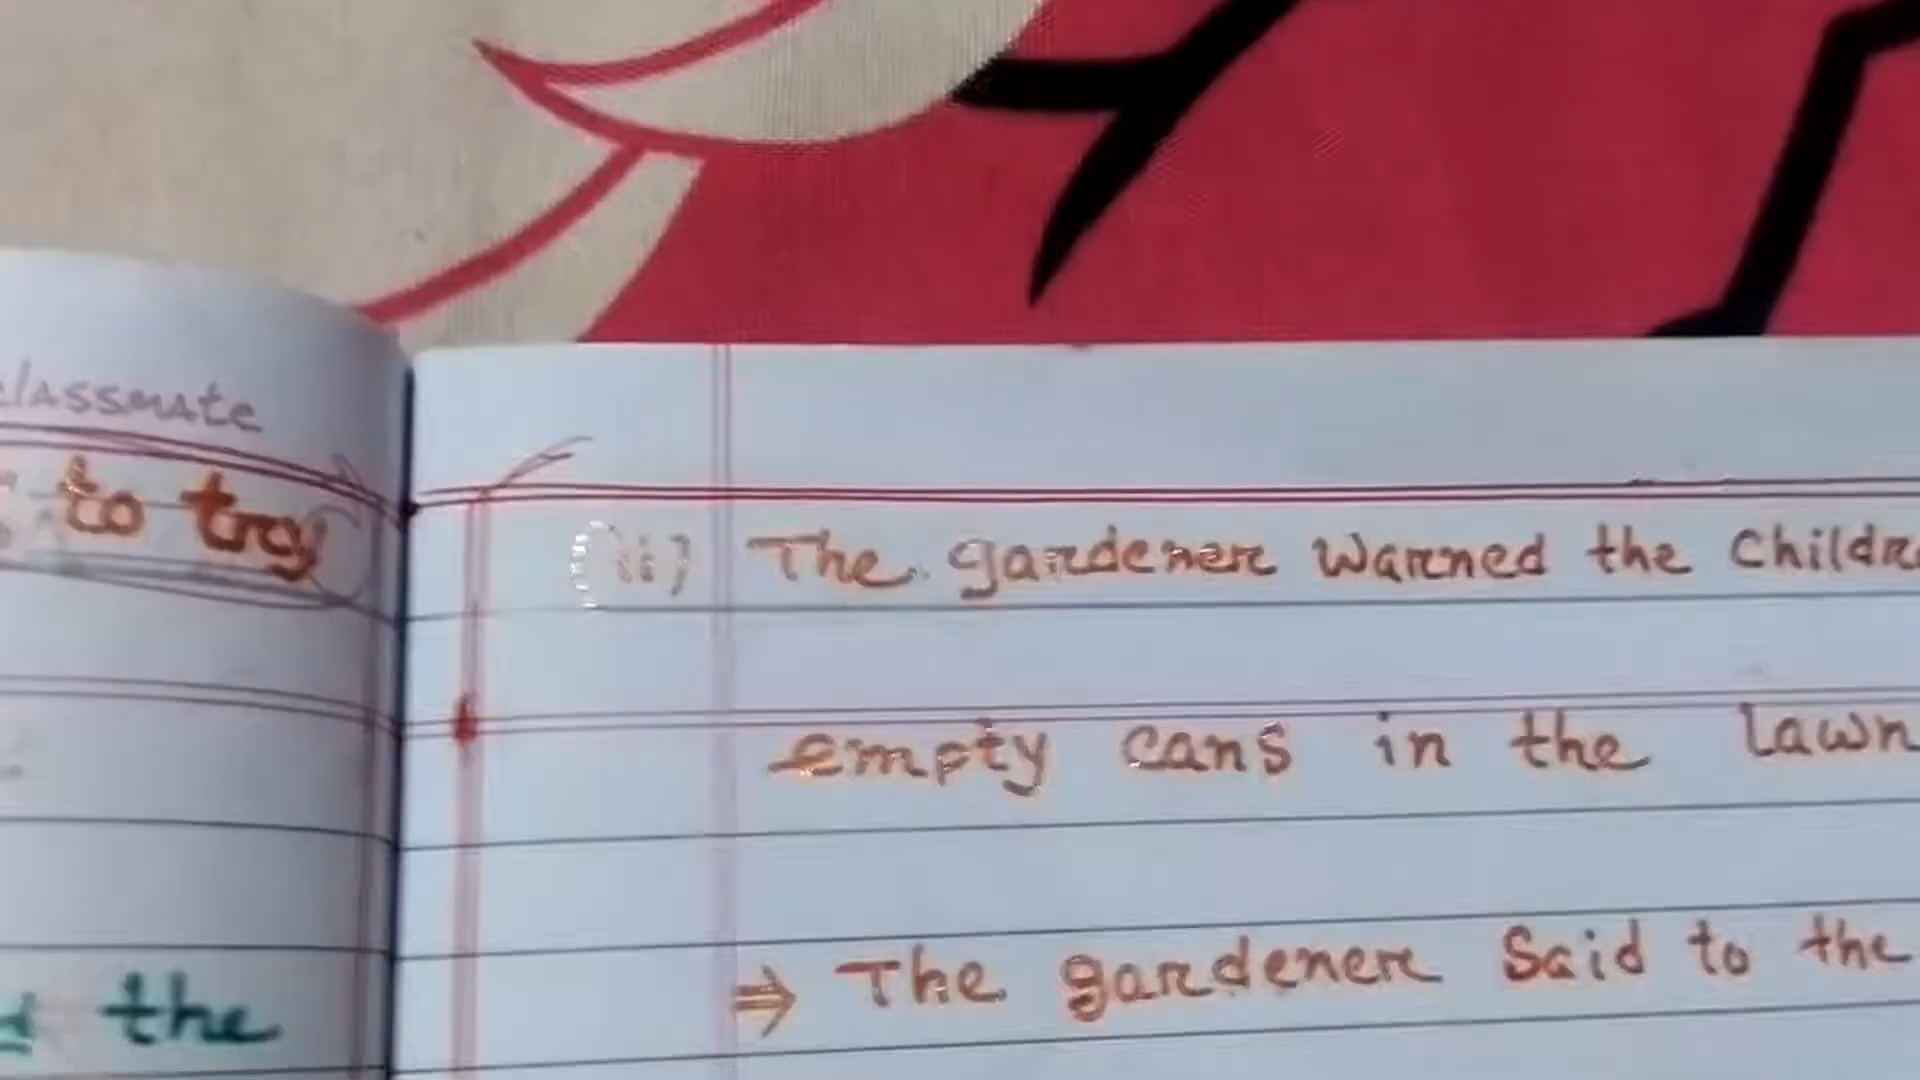 classmate
to try
the
(ii) The gardener warned the childre
empty cans in the lawn
⇒ The gardener said to the